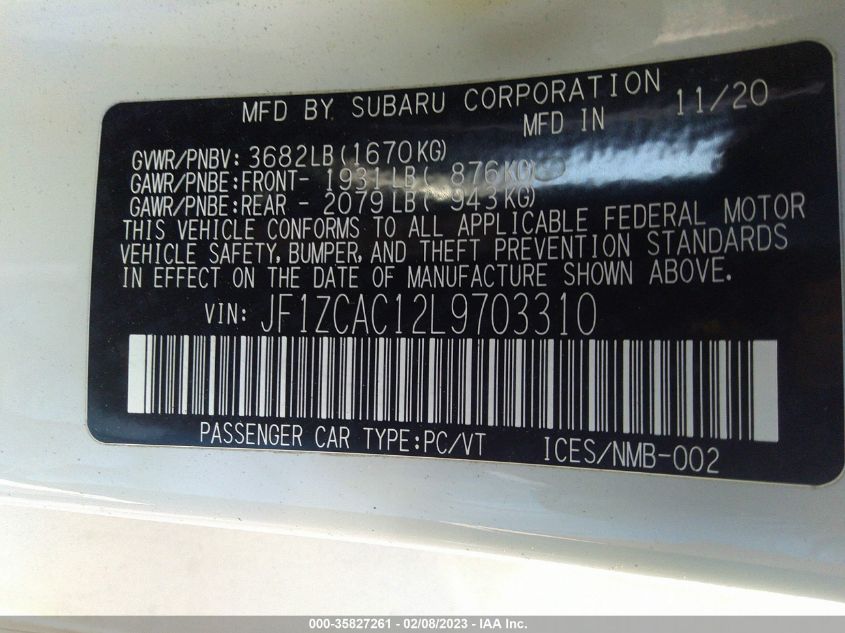 MFD BY SUBARU CORPORATION
MFD IN 11/20
GVWR/PNBV: 3682LB(1670KG)
GAWR/PNBE:FRONT- 1931LB( 876KG)
GAWR/PNBE:REAR - 2079LB( 943KG)
THIS VEHICLE CONFORMS TO ALL APPLICABLE FEDERAL MOTOR
VEHICLE SAFETY, BUMPER, AND THEFT PREVENTION STANDARDS
IN EFFECT ON THE DATE OF MANUFACTURE SHOWN ABOVE.
VIN: JF1ZCAC12L9703310
PASSENGER CAR TYPE:PC/VT ICES/NMB-002
000-35827261 - 02/08/2023 - IAA Inc.